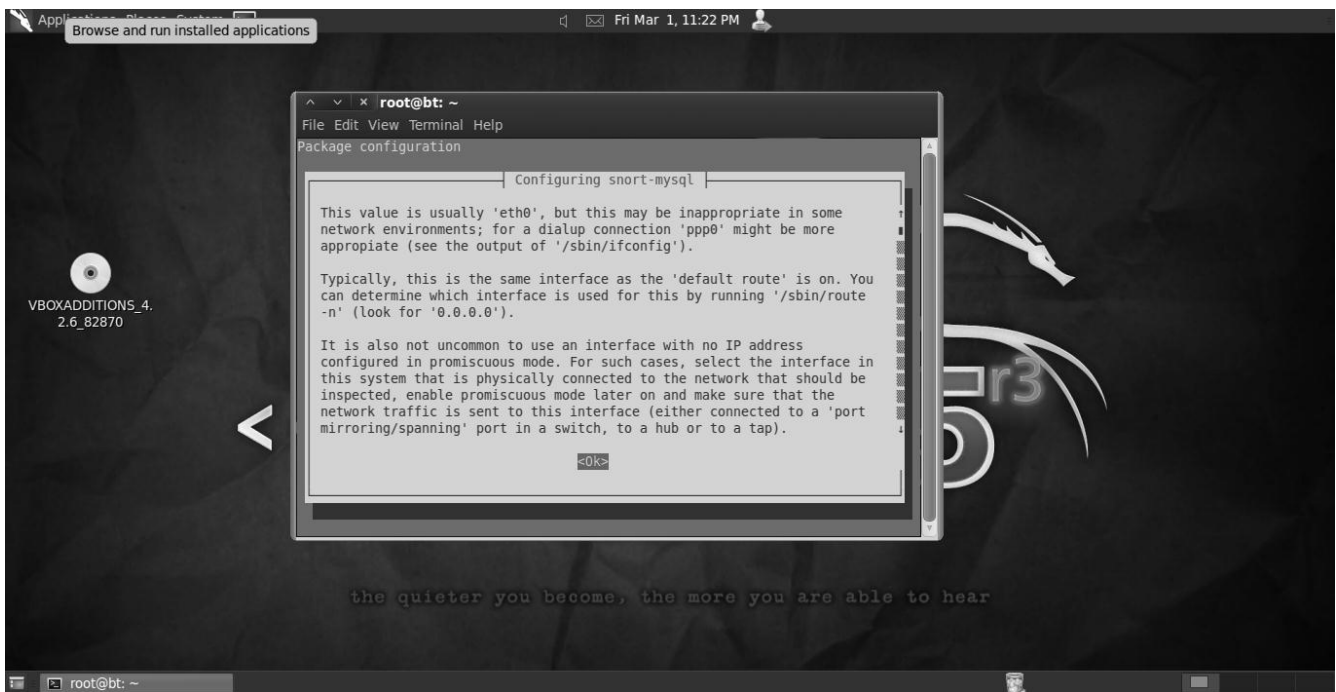 Applications Places System
Browse and run installed applications
Fri Mar 1, 11:22 PM
root@bt: ~
File Edit View Terminal Help
Package configuration
Configuring snort-mysql
This value is usually 'eth0', but this may be inappropriate in some
network environments; for a dialup connection 'ppp0' might be more
appropiate (see the output of '/sbin/ifconfig').
Typically, this is the same interface as the 'default route' is on. You
can determine which interface is used for this by running '/sbin/route
-n' (look for '0.0.0.0').
It is also not uncommon to use an interface with no IP address
configured in promiscuous mode. For such cases, select the interface in
this system that is physically connected to the network that should be
inspected, enable promiscuous mode later on and make sure that the
network traffic is sent to this interface (either connected to a 'port
mirroring/spanning' port in a switch, to a hub or to a tap).
<Ok>
VBOXADDITIONS_4.
2.6_82870
<
r3
5
the quieter you become, the more you are able to hear
root@bt: ~